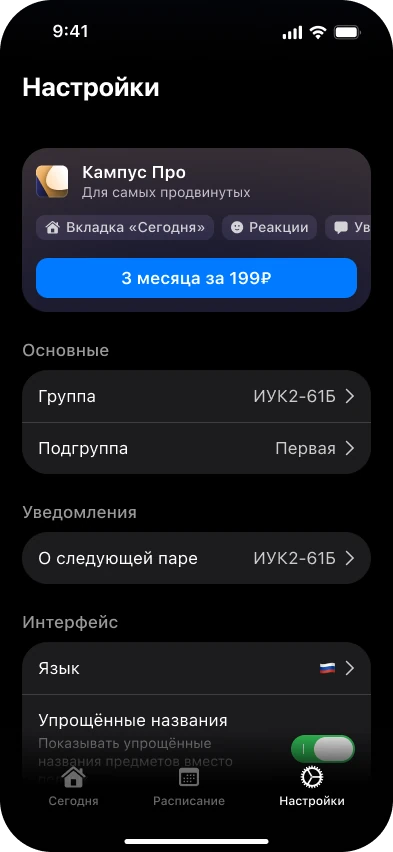 9:41
Настройки
Кампус Про
Для самых продвинутых
Вкладка «Сегодня» Реакции Ув
3 месяца за 199₽
Основные
Группа ИУК2-61Б
Подгруппа Первая
Уведомления
О следующей паре ИУК2-61Б
Интерфейс
Язык
Упрощённые названия
Показывать упрощённые
названия предметов вместо
Сегодня Расписание Настройки